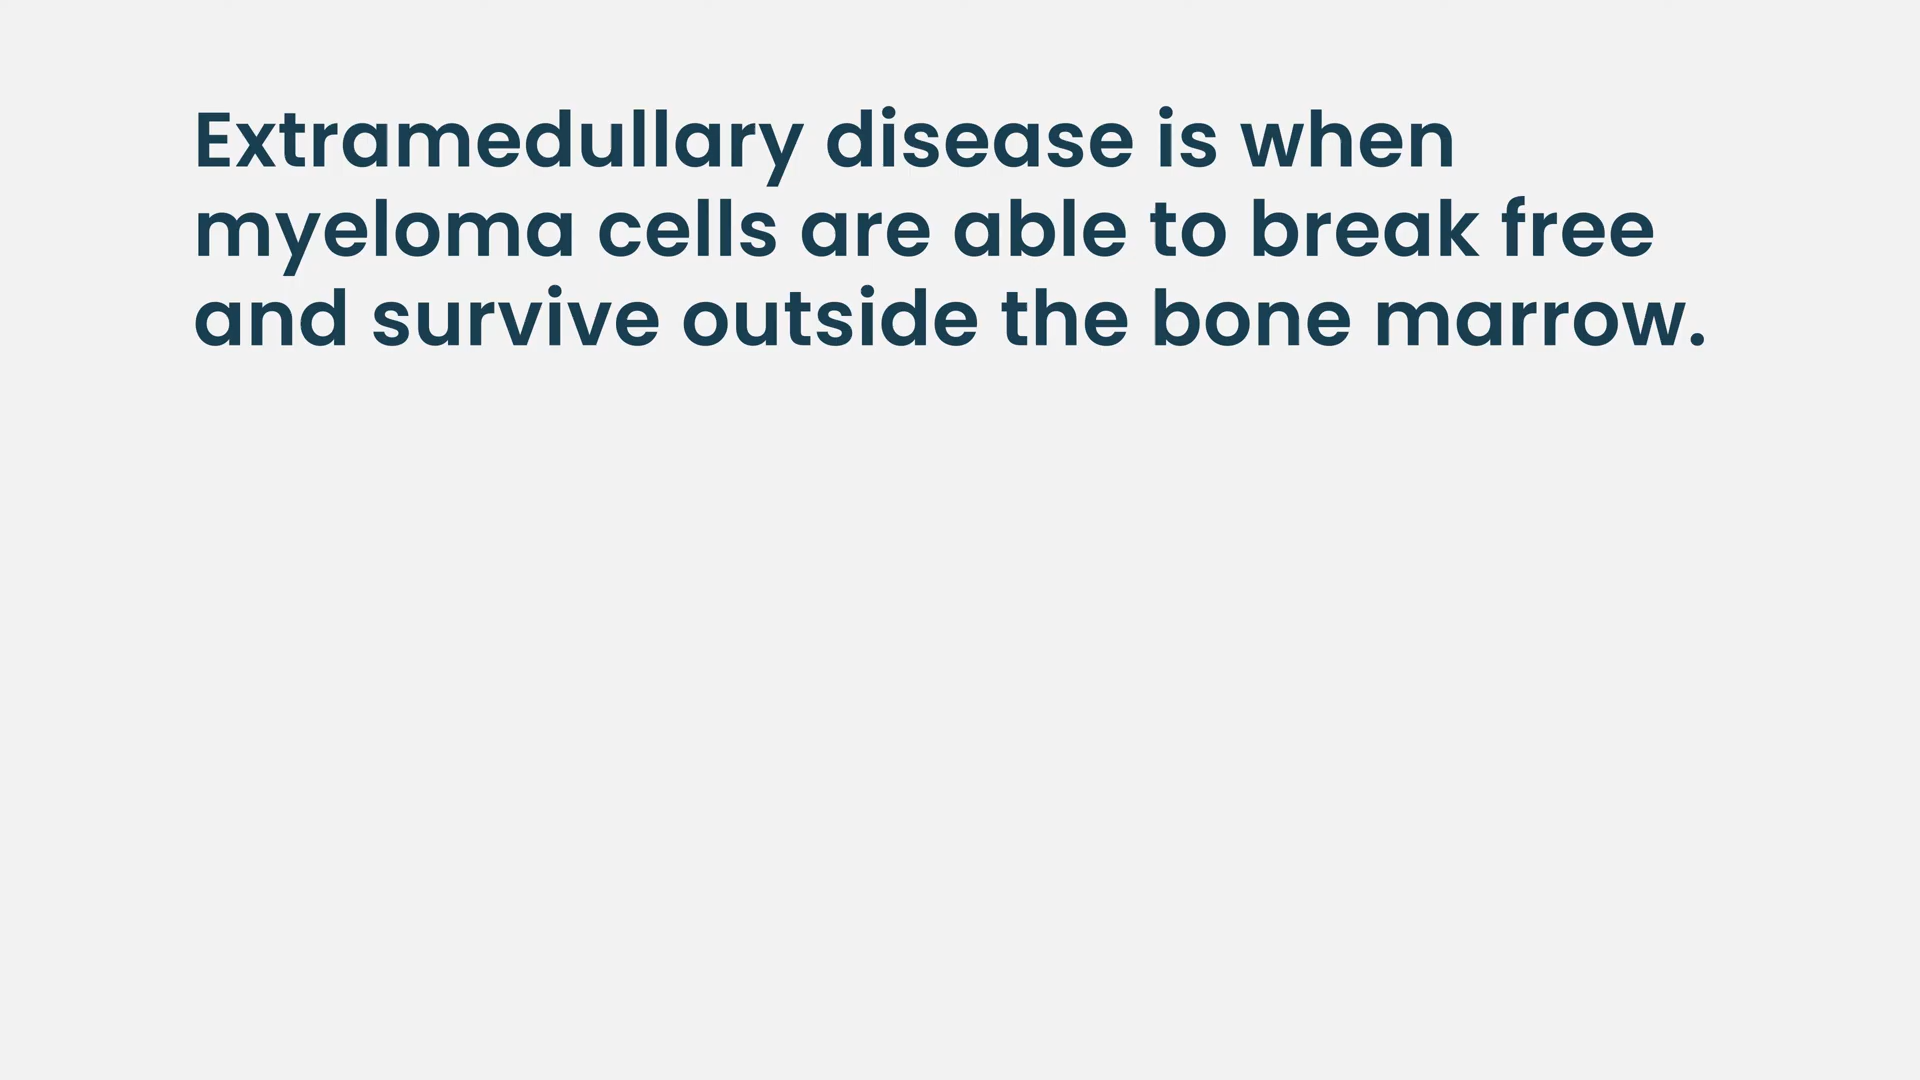 Extramedullary disease is when
myeloma cells are able to break free
and survive outside the bone marrow.